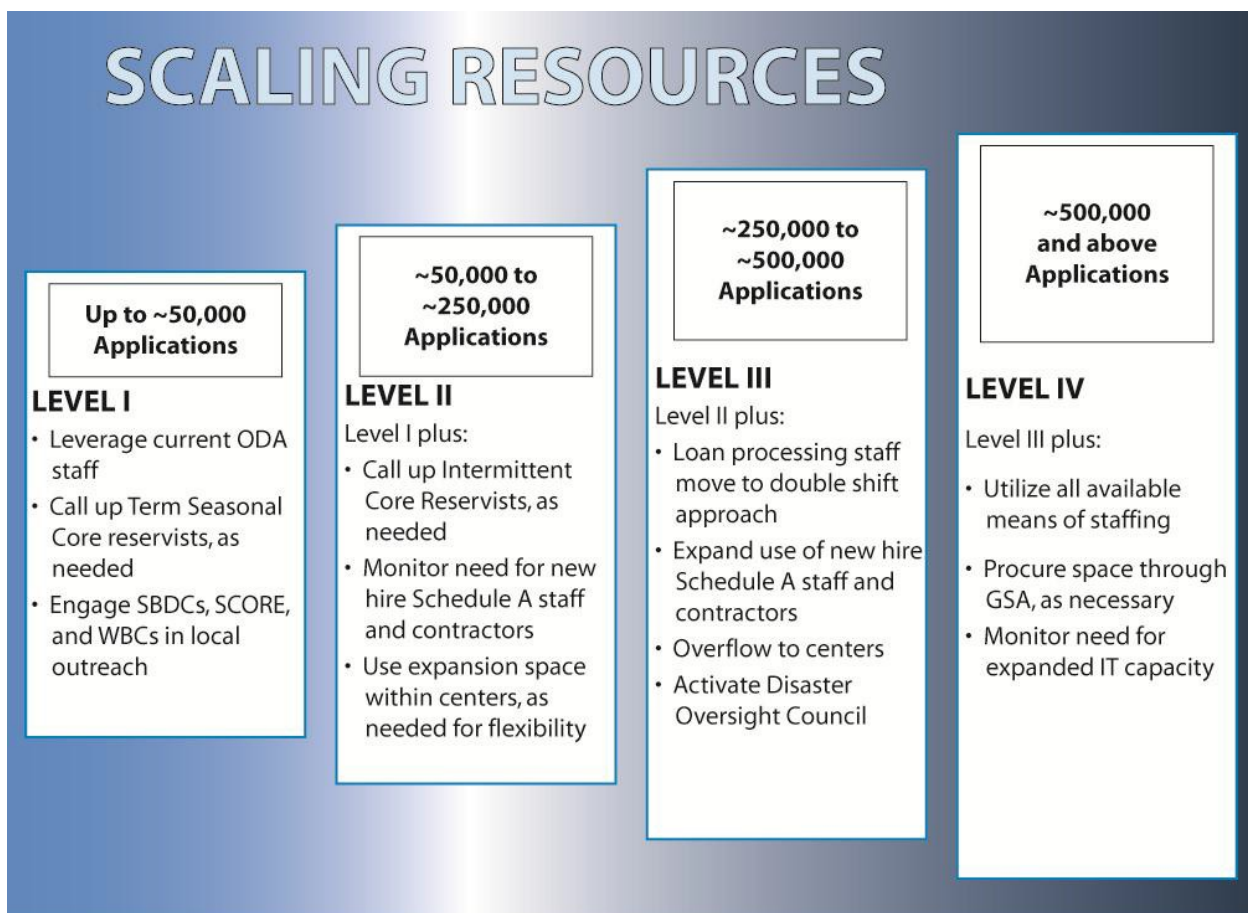 SCALING RESOURCES
Up to ~50,000
Applications
LEVEL I
• Leverage current ODA
staff
• Call up Term Seasonal
Core reservists, as
needed
• Engage SBDCs, SCORE,
and WBCs in local
outreach
~50,000 to
~250,000
Applications
LEVEL II
Level I plus:
• Call up Intermittent
Core Reservists, as
needed
• Monitor need for new
hire Schedule A staff
and contractors
• Use expansion space
within centers, as
needed for flexibility
~250,000 to
~500,000
Applications
LEVEL III
Level II plus:
• Loan processing staff
move to double shift
approach
• Expand use of new hire
Schedule A staff and
contractors
• Overflow to centers
• Activate Disaster
Oversight Council
~500,000
and above
Applications
LEVEL IV
Level III plus:
• Utilize all available
means of staffing
• Procure space through
GSA, as necessary
• Monitor need for
expanded IT capacity